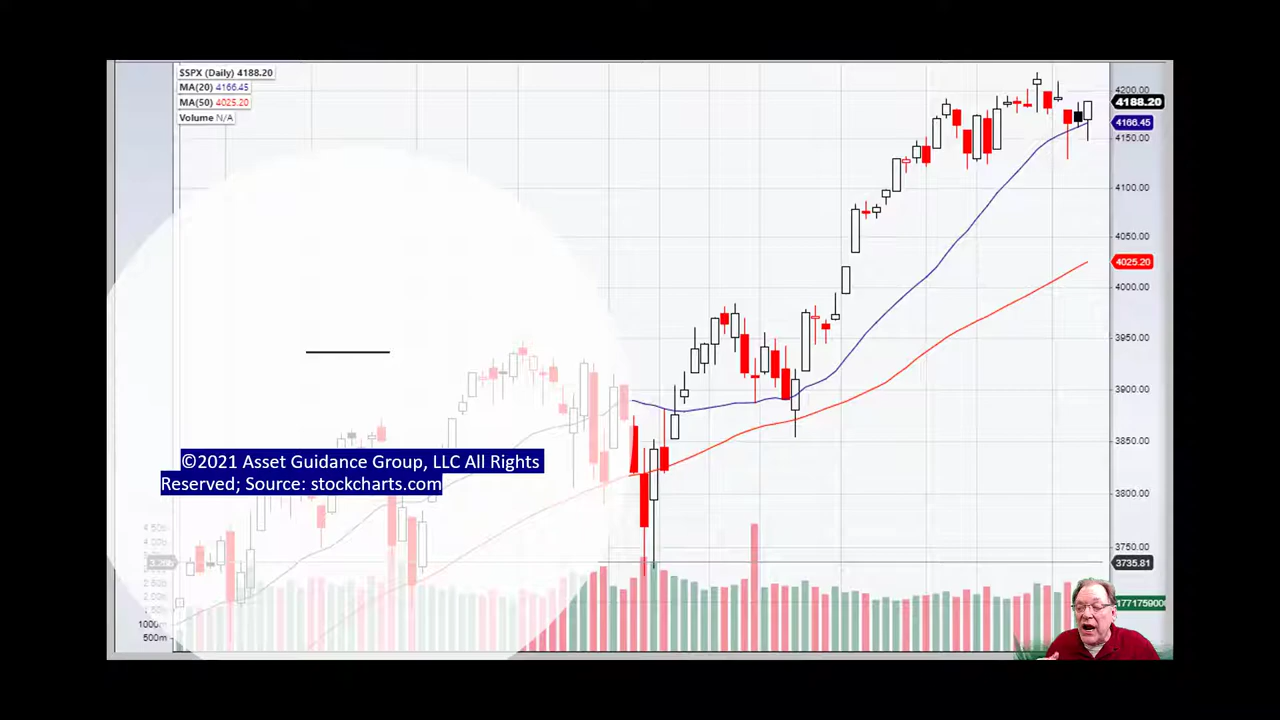 $SPX (Daily) 4188.20
MA(20) 4166.45
MA(50) 4025.20
Volume N/A
4200.00
4188.20
4166.45
4150.00
4100.00
4050.00
4025.20
4000.00
3950.00
3900.00
3850.00
©2021 Asset Guidance Group, LLC All Rights
Reserved; Source: stockcharts.com
3800.00
3750.00
3735.81
1771759000
1000m
500m